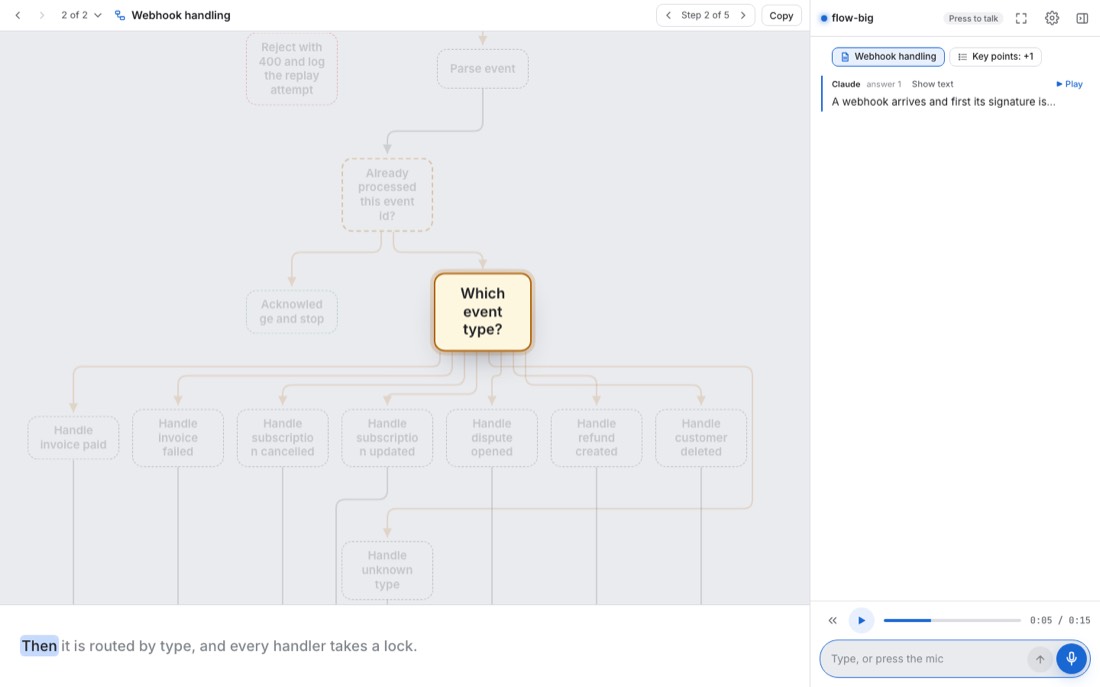 2 of 2
Webhook handling
Step 2 of 5
Copy
flow-big
Press to talk
Reject with
400 and log
the replay
attempt
Parse event
Already
processed
this event
id?
Acknowled
ge and stop
Which
event
type?
Handle
invoice paid
Handle
invoice
failed
Handle
subscriptio
n cancelled
Handle
subscriptio
n updated
Handle
dispute
opened
Handle
refund
created
Handle
customer
deleted
Handle
unknown
type
Then it is routed by type, and every handler takes a lock.
Webhook handling
Key points: +1
Claude answer 1 Show text Play
A webhook arrives and first its signature is...
0:05 / 0:15
Type, or press the mic